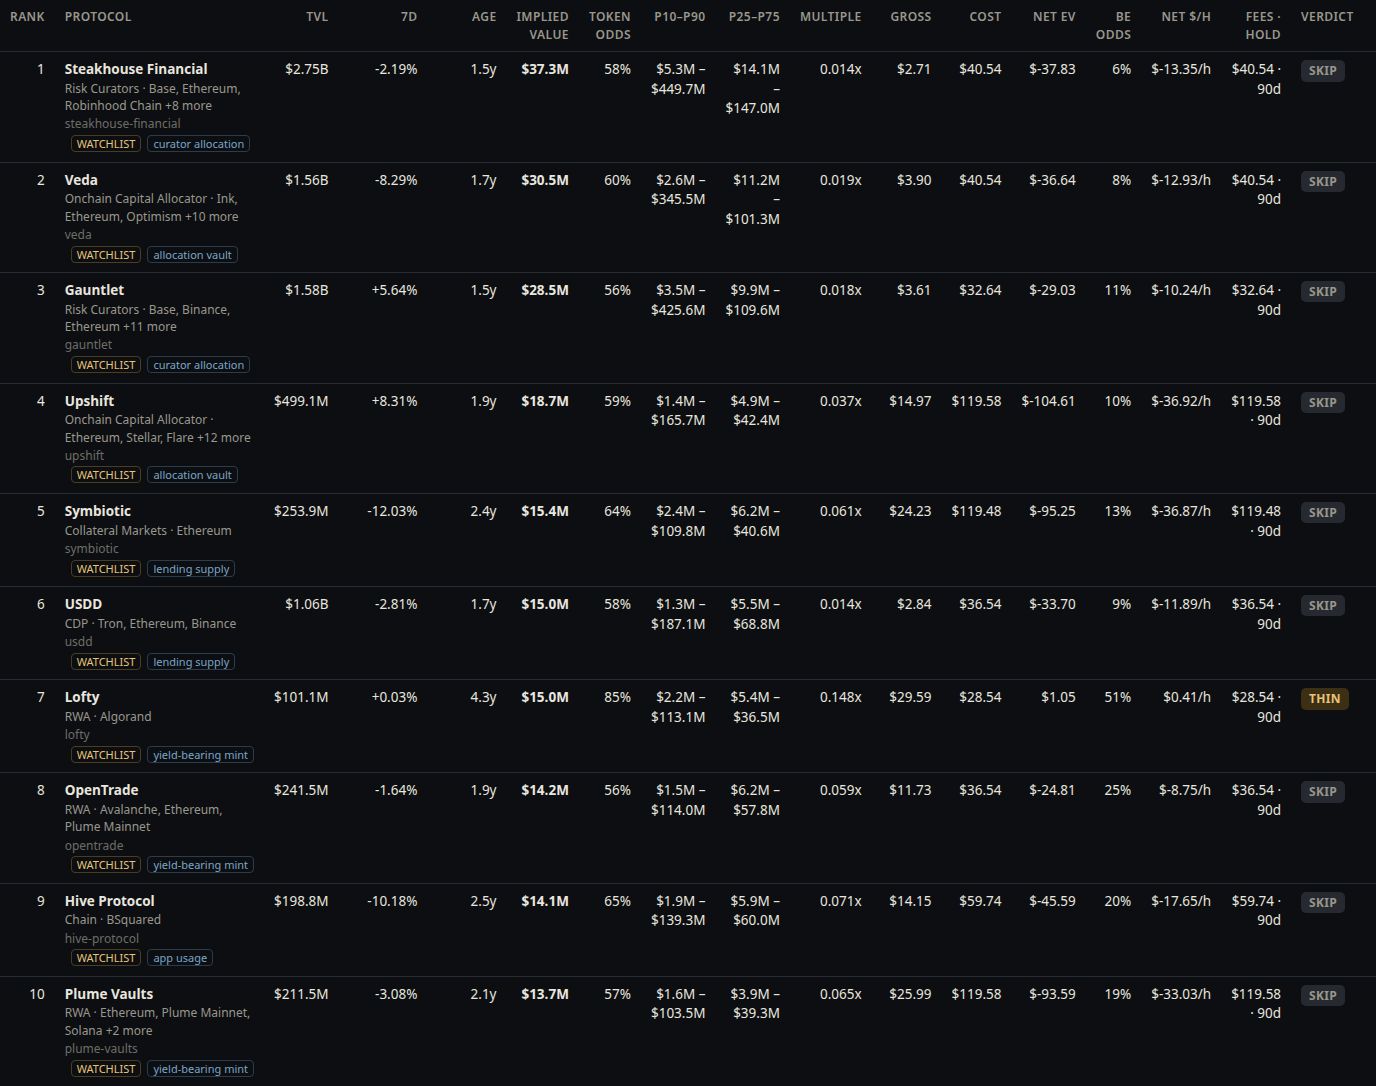 RANK PROTOCOL TVL 7D AGE IMPLIED VALUE TOKEN ODDS P10–P90 P25–P75 MULTIPLE GROSS COST NET EV BE ODDS NET $/H FEES · HOLD VERDICT
1 Steakhouse Financial $2.75B -2.19% 1.5y $37.3M 58% $5.3M – $449.7M $14.1M – $147.0M 0.014x $2.71 $40.54 $-37.83 6% $-13.35/h $40.54 · 90d SKIP
Risk Curators · Base, Ethereum,
Robinhood Chain +8 more
steakhouse-financial
WATCHLIST curator allocation
2 Veda $1.56B -8.29% 1.7y $30.5M 60% $2.6M – $345.5M $11.2M – $101.3M 0.019x $3.90 $40.54 $-36.64 8% $-12.93/h $40.54 · 90d SKIP
Onchain Capital Allocator · Ink,
Ethereum, Optimism +10 more
veda
WATCHLIST allocation vault
3 Gauntlet $1.58B +5.64% 1.5y $28.5M 56% $3.5M – $425.6M $9.9M – $109.6M 0.018x $3.61 $32.64 $-29.03 11% $-10.24/h $32.64 · 90d SKIP
Risk Curators · Base, Binance,
Ethereum +11 more
gauntlet
WATCHLIST curator allocation
4 Upshift $499.1M +8.31% 1.9y $18.7M 59% $1.4M – $165.7M $4.9M – $42.4M 0.037x $14.97 $119.58 $-104.61 10% $-36.92/h $119.58 · 90d SKIP
Onchain Capital Allocator ·
Ethereum, Stellar, Flare +12 more
upshift
WATCHLIST allocation vault
5 Symbiotic $253.9M -12.03% 2.4y $15.4M 64% $2.4M – $109.8M $6.2M – $40.6M 0.061x $24.23 $119.48 $-95.25 13% $-36.87/h $119.48 · 90d SKIP
Collateral Markets · Ethereum
symbiotic
WATCHLIST lending supply
6 USDD $1.06B -2.81% 1.7y $15.0M 58% $1.3M – $187.1M $5.5M – $68.8M 0.014x $2.84 $36.54 $-33.70 9% $-11.89/h $36.54 · 90d SKIP
CDP · Tron, Ethereum, Binance
usdd
WATCHLIST lending supply
7 Lofty $101.1M +0.03% 4.3y $15.0M 85% $2.2M – $113.1M $5.4M – $36.5M 0.148x $29.59 $28.54 $1.05 51% $0.41/h $28.54 · 90d THIN
RWA · Algorand
lofty
WATCHLIST yield-bearing mint
8 OpenTrade $241.5M -1.64% 1.9y $14.2M 56% $1.5M – $114.0M $6.2M – $57.8M 0.059x $11.73 $36.54 $-24.81 25% $-8.75/h $36.54 · 90d SKIP
RWA · Avalanche, Ethereum,
Plume Mainnet
opentrade
WATCHLIST yield-bearing mint
9 Hive Protocol $198.8M -10.18% 2.5y $14.1M 65% $1.9M – $139.3M $5.9M – $60.0M 0.071x $14.15 $59.74 $-45.59 20% $-17.65/h $59.74 · 90d SKIP
Chain · BSquared
hive-protocol
WATCHLIST app usage
10 Plume Vaults $211.5M -3.08% 2.1y $13.7M 57% $1.6M – $103.5M $3.9M – $39.3M 0.065x $25.99 $119.58 $-93.59 19% $-33.03/h $119.58 · 90d SKIP
RWA · Ethereum, Plume Mainnet,
Solana +2 more
plume-vaults
WATCHLIST yield-bearing mint